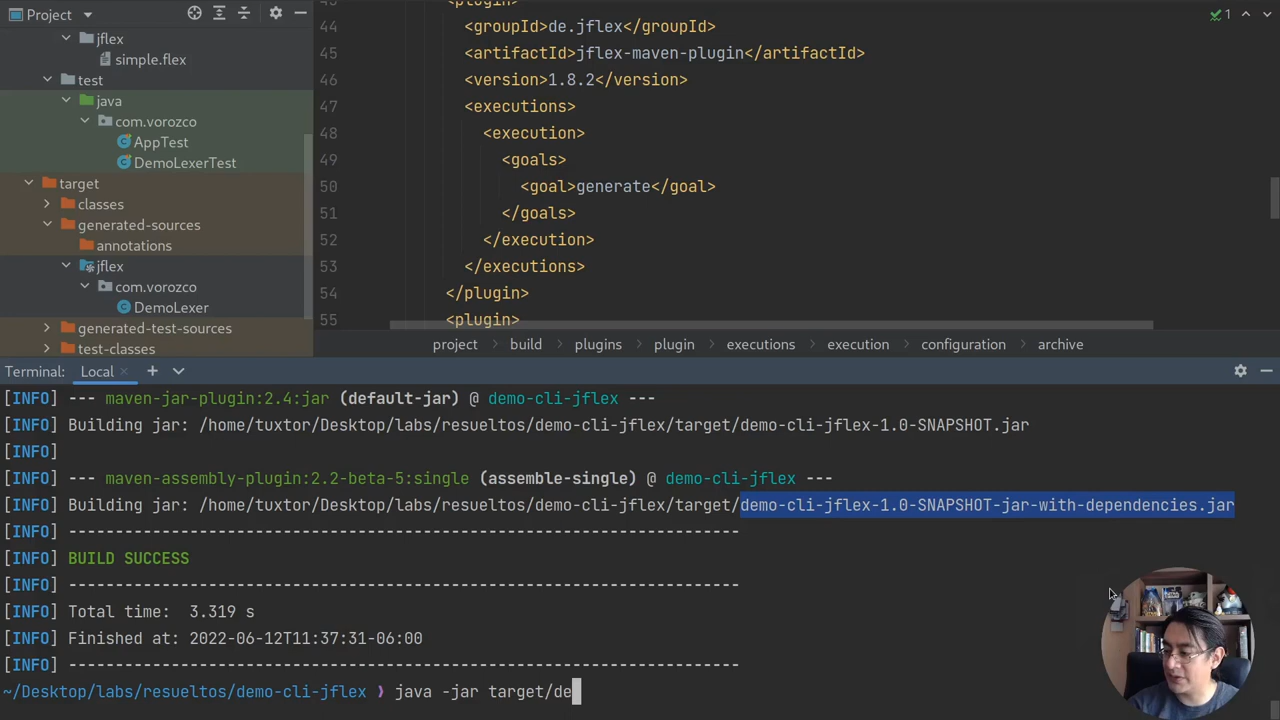 Project
jflex
simple.flex
test
java
com.vorozco
AppTest
DemoLexerTest
target
classes
generated-sources
annotations
jflex
com.vorozco
DemoLexer
generated-test-sources
test-classes
43 <plugin>
44 <groupId>de.jflex</groupId>
45 <artifactId>jflex-maven-plugin</artifactId>
46 <version>1.8.2</version>
47 <executions>
48 <execution>
49 <goals>
50 <goal>generate</goal>
51 </goals>
52 </execution>
53 </executions>
54 </plugin>
55 <plugin>
1
project build plugins plugin executions execution configuration archive
Terminal: Local
[INFO] --- maven-jar-plugin:2.4:jar (default-jar) @ demo-cli-jflex ---
[INFO] Building jar: /home/tuxtor/Desktop/labs/resueltos/demo-cli-jflex/target/demo-cli-jflex-1.0-SNAPSHOT.jar
[INFO]
[INFO] --- maven-assembly-plugin:2.2-beta-5:single (assemble-single) @ demo-cli-jflex ---
[INFO] Building jar: /home/tuxtor/Desktop/labs/resueltos/demo-cli-jflex/target/demo-cli-jflex-1.0-SNAPSHOT-jar-with-dependencies.jar
[INFO] ------------------------------------------------------------------------
[INFO] BUILD SUCCESS
[INFO] ------------------------------------------------------------------------
[INFO] Total time:  3.319 s
[INFO] Finished at: 2022-06-12T11:37:31-06:00
[INFO] ------------------------------------------------------------------------
~/Desktop/labs/resueltos/demo-cli-jflex ❯ java -jar target/de